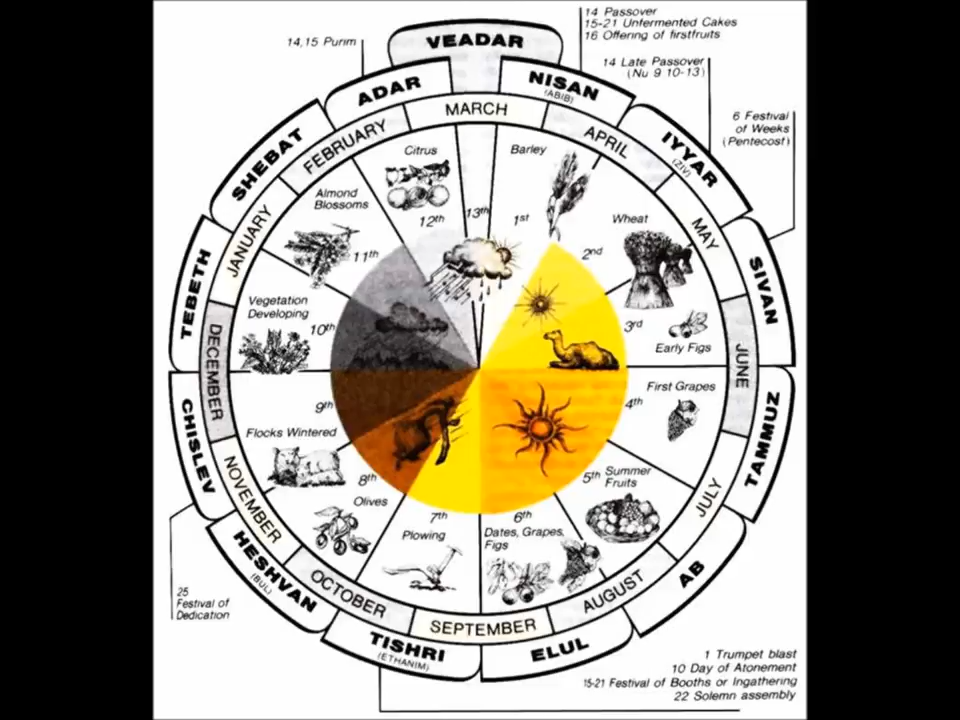 14 Passover
15-21 Unfermented Cakes
16 Offering of firstfruits
14,15 Purim
VEADAR
14 Late Passover
(Nu 9 10-13)
6 Festival
of Weeks
(Pentecost)
ADAR
NISAN
(ABIB)
SHEBAT
IYYAR
(ZIV)
TEBETH
SIVAN
CHISLEV
TAMMUZ
HESHVAN
(BUL)
AB
TISHRI
(ETHANIM)
ELUL
MARCH
FEBRUARY
APRIL
JANUARY
MAY
DECEMBER
JUNE
NOVEMBER
JULY
OCTOBER
AUGUST
SEPTEMBER
Citrus
12th
13th
Barley
1st
Almond
Blossoms
11th
Wheat
2nd
Vegetation
Developing
10th
3rd
Early Figs
9th
Flocks Wintered
First Grapes
4th
8th
Olives
5th Summer
Fruits
7th
Plowing
6th
Dates, Grapes,
Figs
25
Festival of
Dedication
1 Trumpet blast
10 Day of Atonement
15-21 Festival of Booths or Ingathering
22 Solemn assembly